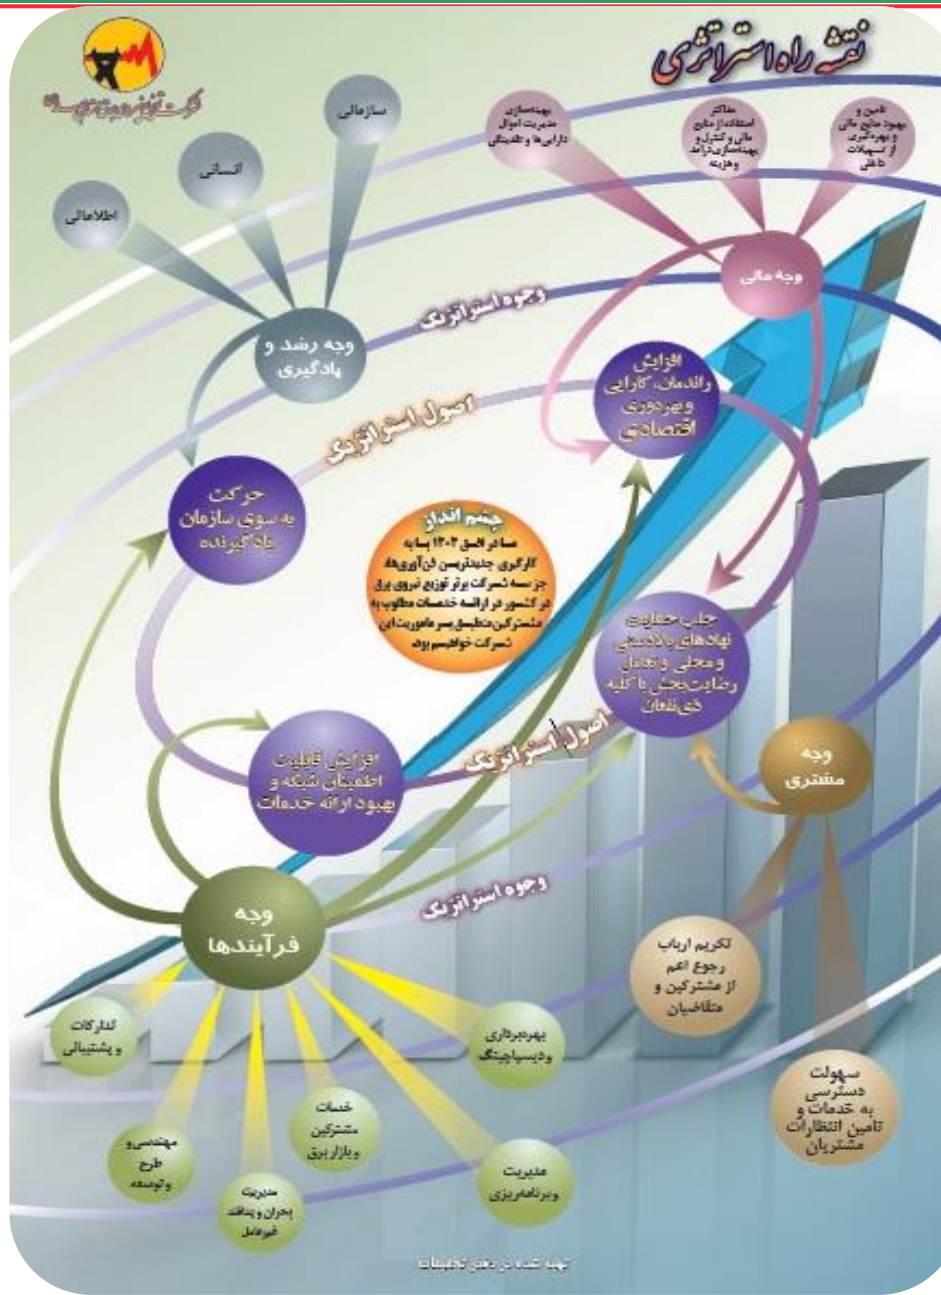 نقشه راه استراتژی
سازمانی
انسانی
اطلاعاتی
بهینه‌سازی
مدیریت اموال
دارایی‌ها و نقدینگی
حداکثر
استفاده از منابع
مالی و کنترل و
بهینه‌سازی درآمد
و هزینه
تامین و
بهبود منابع مالی
و بهره‌گیری
از تسهیلات
داخلی
وجه مالی
وجوه استراتژیک
وجه رشد و
یادگیری
افزایش
راندمان، کارایی
و بهره‌وری
اقتصادی
اصول استراتژیک
حرکت
به سوی سازمان
یادگیرنده
چشم انداز
ما در افق ۱۴۰۴ با به
کارگیری جدیدترین فن‌آوری‌ها،
جزء سه شرکت برتر توزیع نیروی برق
در کشور در ارائه خدمات مطلوب به
مشترکین منطبق بر ماموریت این
شرکت خواهیم بود.
جلب حمایت
نهادهای بالادستی
و محلی و تعامل
رضایت‌بخش با کلیه
ذی‌نفعان
اصول استراتژیک
افزایش قابلیت
اطمینان شبکه و
بهبود ارائه خدمات
وجه
مشتری
وجوه استراتژیک
وجه
فرآیندها
تکریم ارباب
رجوع اعم
از مشترکین و
متقاضیان
تدارکات
و پشتیبانی
بهره‌برداری
و دیسپاچینگ
سهولت
دسترسی
به خدمات و
تامین انتظارات
مشتریان
خدمات
مشترکین
و بازار برق
مهندسی و
طرح
و توسعه
مدیریت
بحران و پدافند
غیرعامل
مدیریت
و برنامه‌ریزی
تهیه شده در دفتر تحقیقات